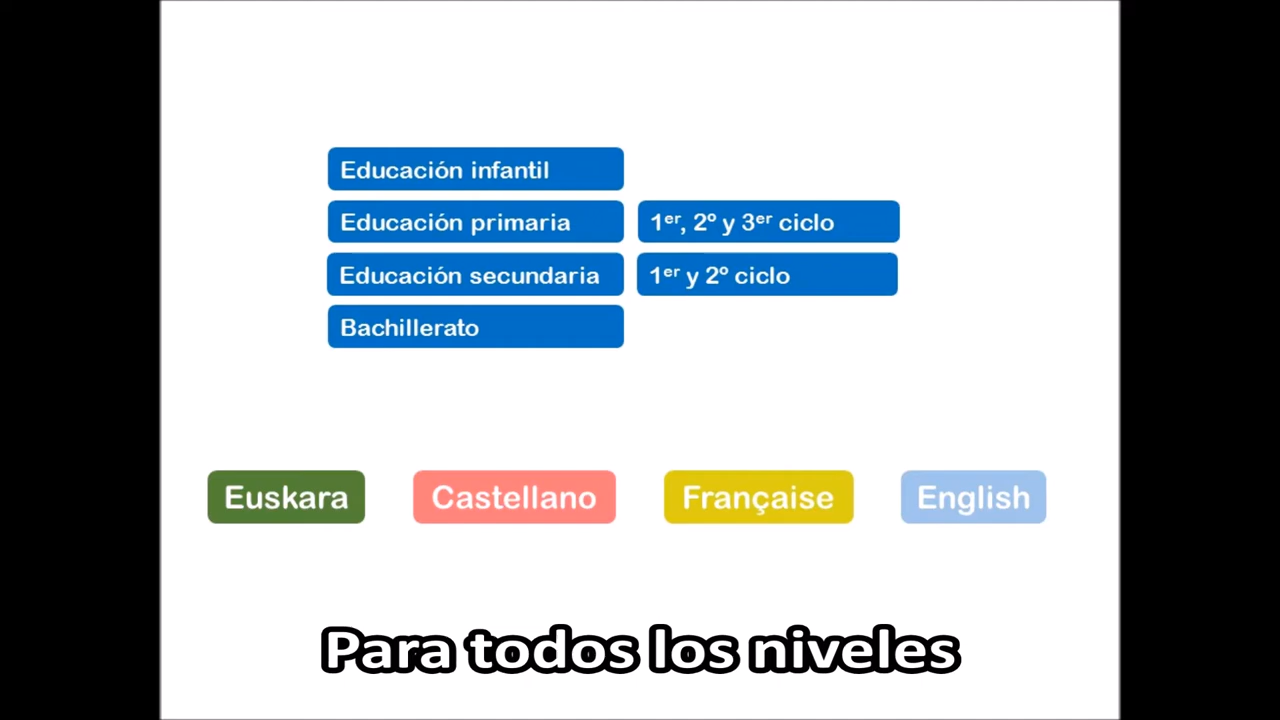 Educación infantil
Educación primaria
1er, 2º y 3er ciclo
Educación secundaria
1er y 2º ciclo
Bachillerato
Euskara
Castellano
Française
English
Para todos los niveles